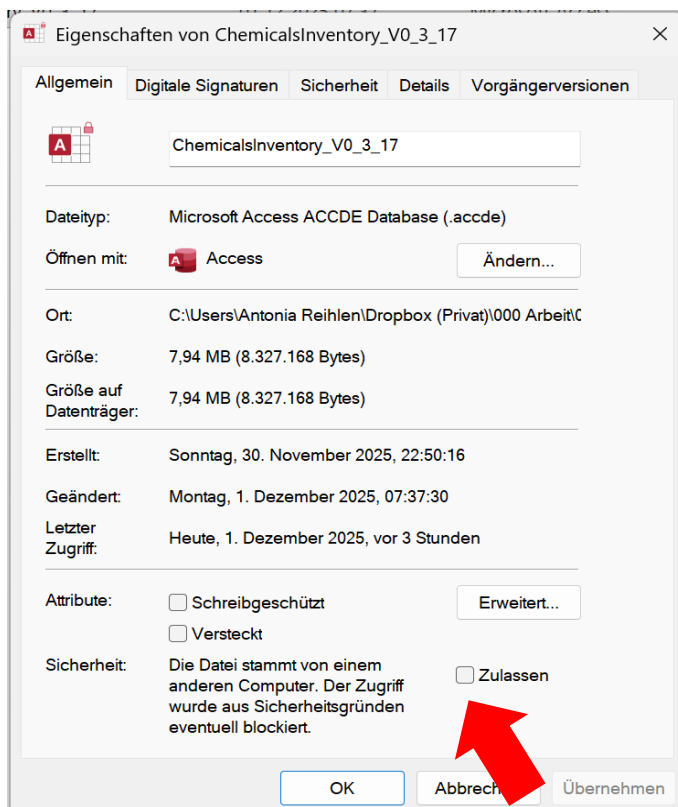 Eigenschaften von ChemicalsInventory_V0_3_17
Allgemein Digitale Signaturen Sicherheit Details Vorgängerversionen
ChemicalsInventory_V0_3_17
Dateityp: Microsoft Access ACCDE Database (.accde)
Öffnen mit: Access Ändern...
Ort: C:\Users\Antonia Reihlen\Dropbox (Privat)\000 Arbeit\
Größe: 7,94 MB (8.327.168 Bytes)
Größe auf
Datenträger: 7,94 MB (8.327.168 Bytes)
Erstellt: Sonntag, 30. November 2025, 22:50:16
Geändert: Montag, 1. Dezember 2025, 07:37:30
Letzter
Zugriff: Heute, 1. Dezember 2025, vor 3 Stunden
Attribute: Schreibgeschützt Erweitert...
Versteckt
Sicherheit: Die Datei stammt von einem
anderen Computer. Der Zugriff
wurde aus Sicherheitsgründen
eventuell blockiert.
Zulassen
OK Abbrech Übernehmen